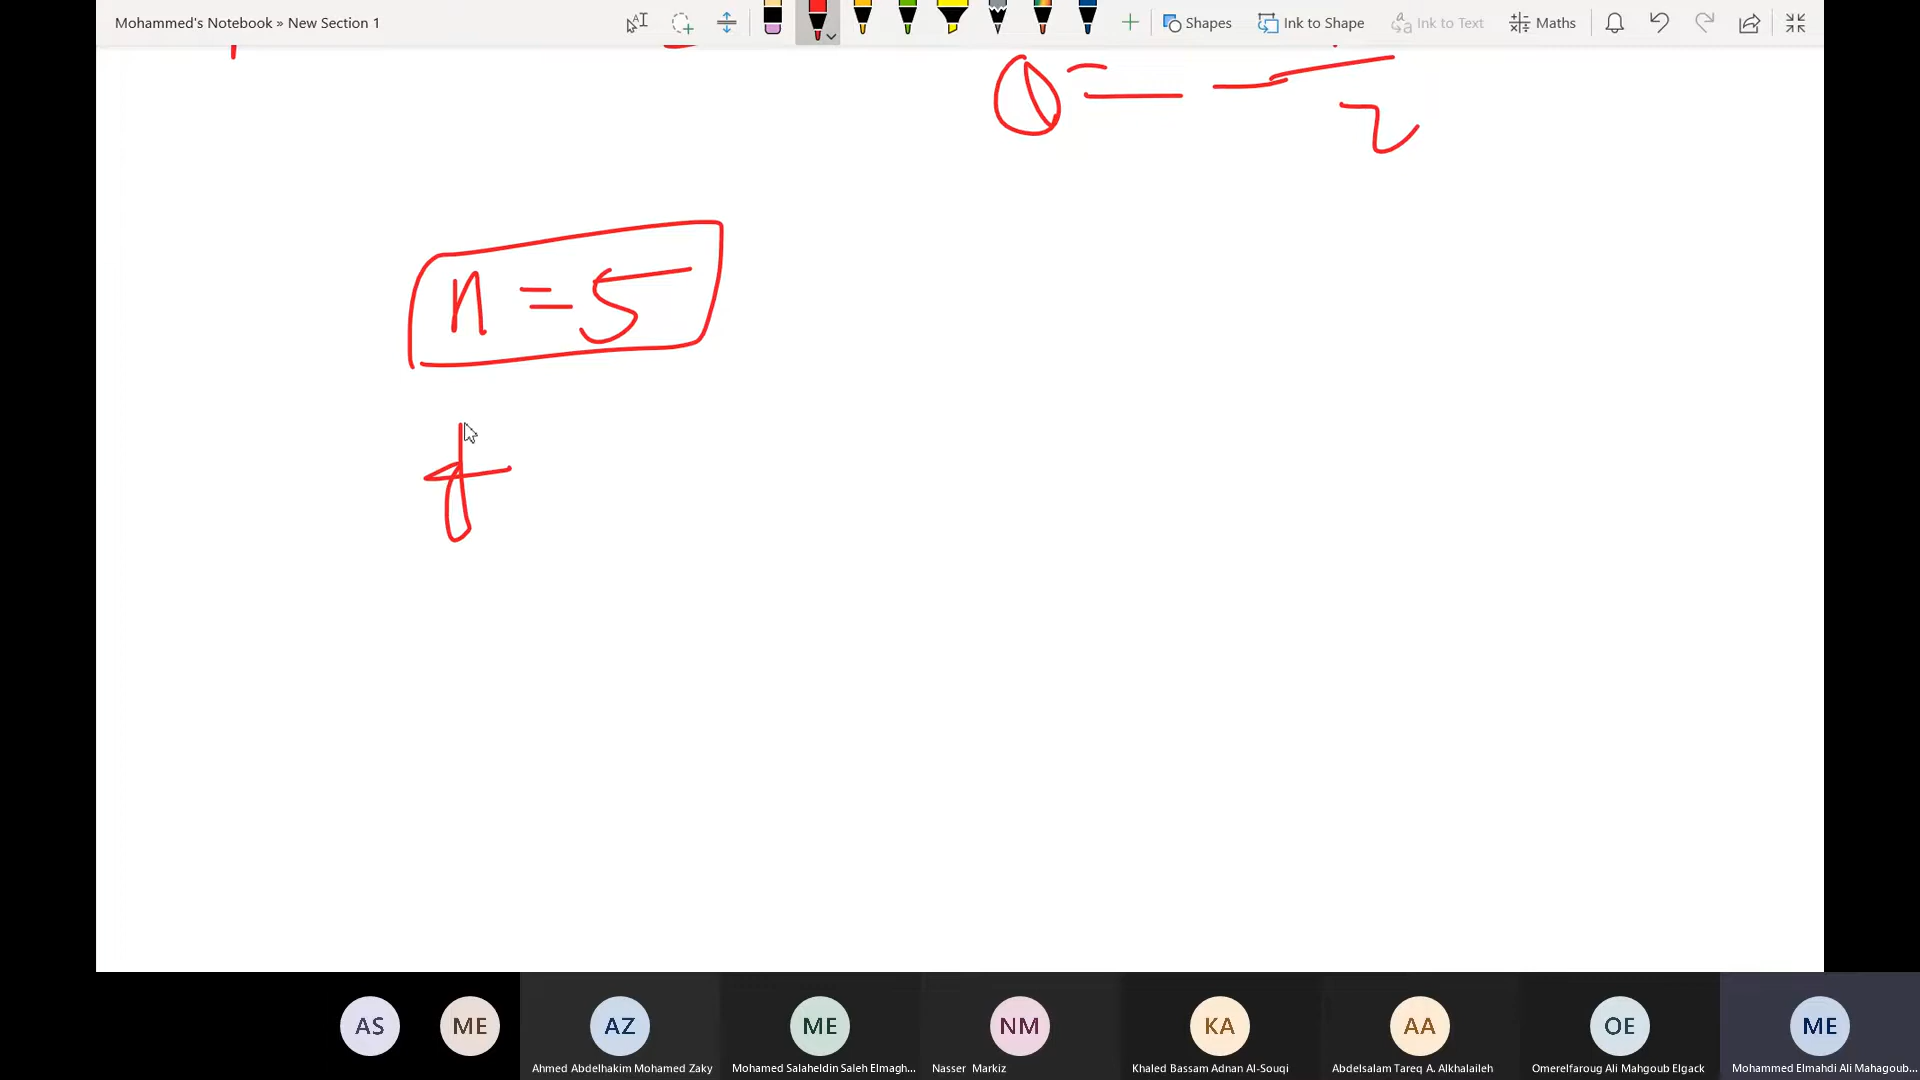 Mohammed's Notebook » New Section 1
Shapes Ink to Shape Ink to Text Maths
θ = -
2
n = 5
f
AS ME AZ ME NM KA AA OE ME
Ahmed Abdelhakim Mohamed Zaky Mohamed Salaheldin Saleh Elmagh... Nasser Markiz Khaled Bassam Adnan Al-Souqi Abdelsalam Tareq A. Alkhalaileh Omerelfaroug Ali Mahgoub Elgack Mohammed Elmahdi Ali Mahagoub...